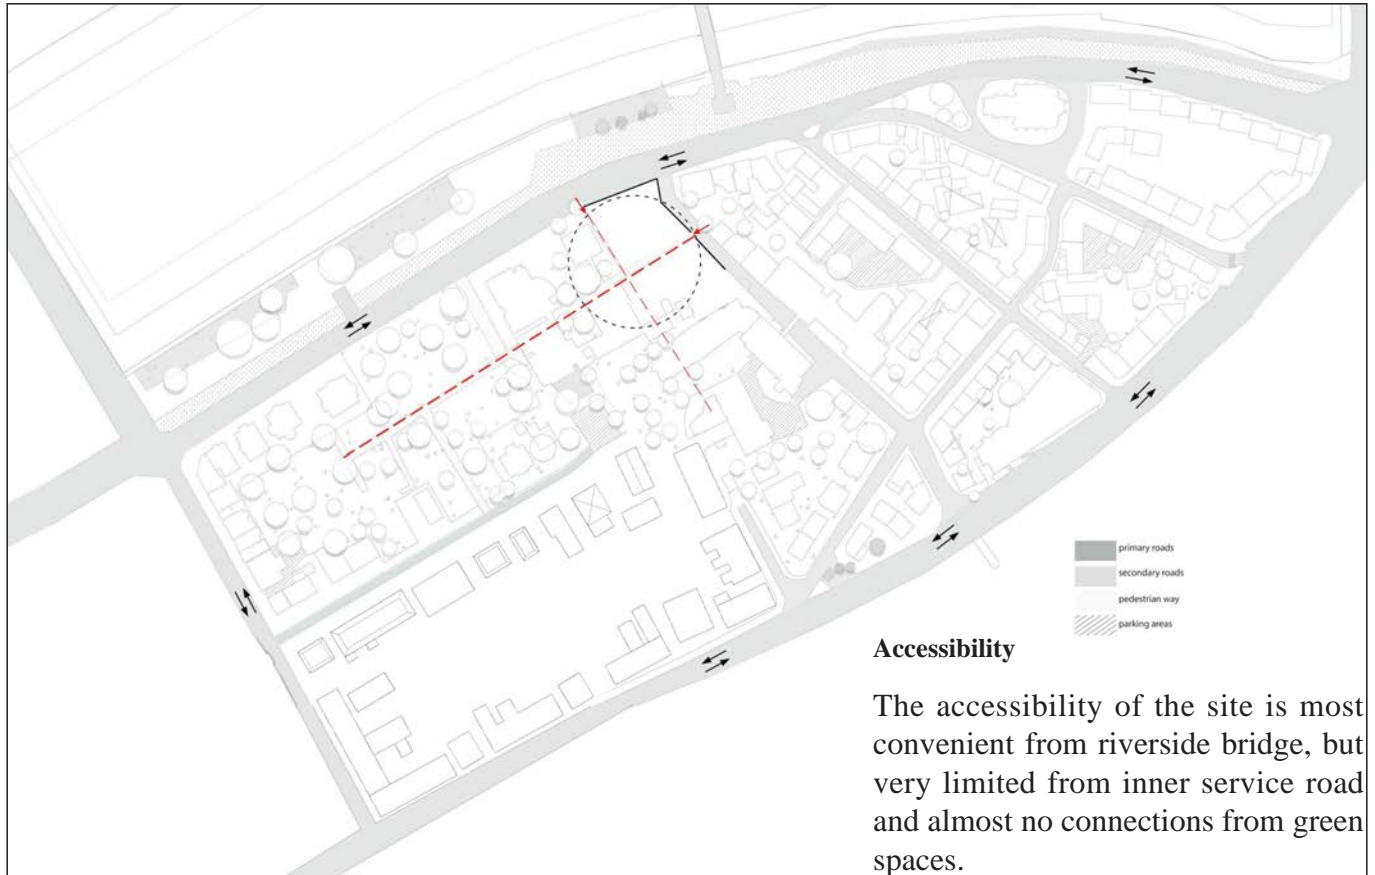 primary roads
secondary roads
pedestrian way
parking areas
Accessibility
The accessibility of the site is most
convenient from riverside bridge, but
very limited from inner service road
and almost no connections from green
spaces.